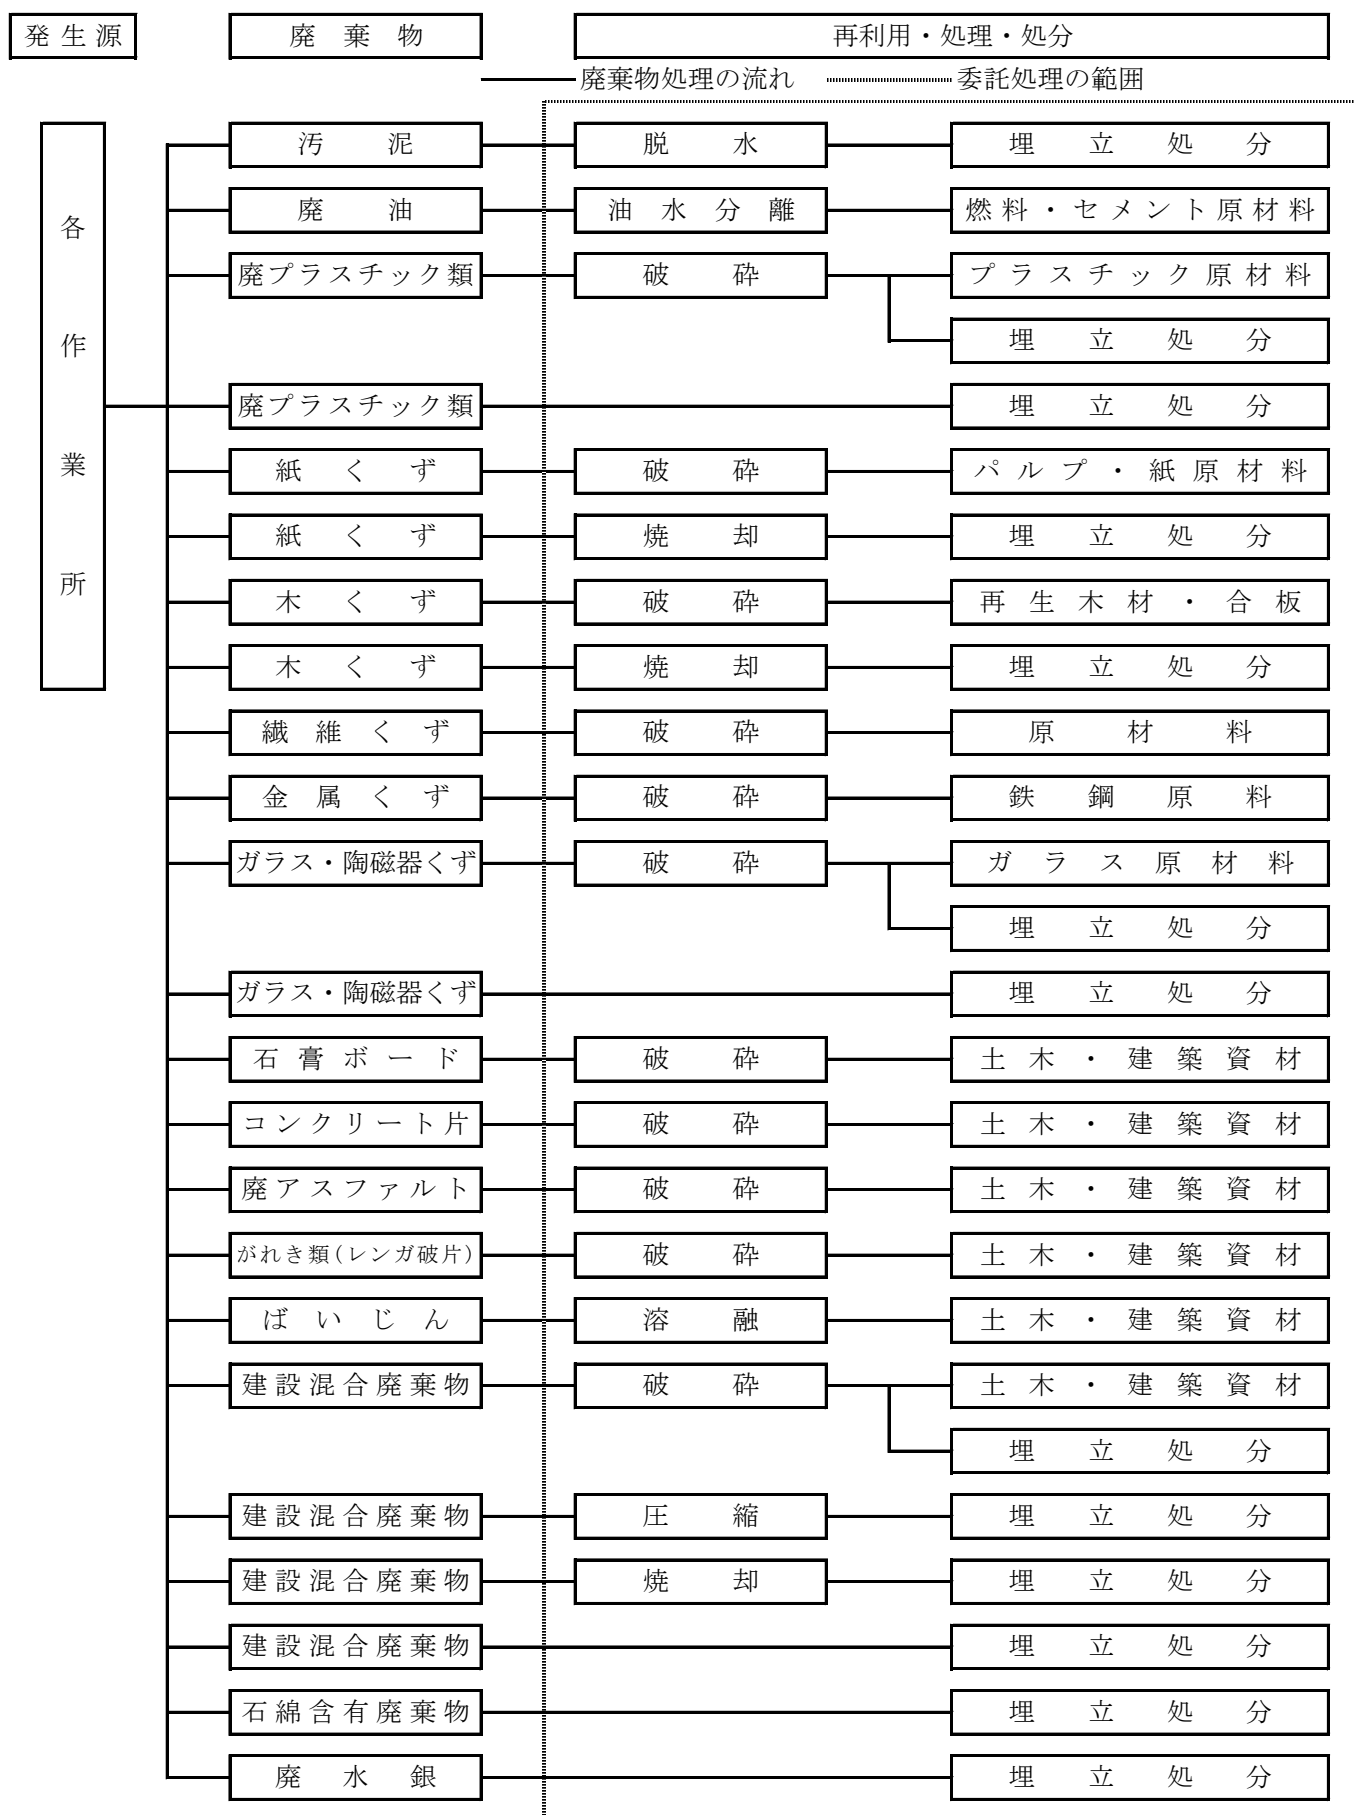 発生源 廃棄物 再利用・処理・処分
廃棄物処理の流れ 委託処理の範囲
各作業所
汚泥 脱水 埋立処分
廃油 油水分離 燃料・セメント原材料
廃プラスチック類 破砕 プラスチック原材料
埋立処分
廃プラスチック類 埋立処分
紙くず 破砕 パルプ・紙原材料
紙くず 焼却 埋立処分
木くず 破砕 再生木材・合板
木くず 焼却 埋立処分
繊維くず 破砕 原材料
金属くず 破砕 鉄鋼原料
ガラス・陶磁器くず 破砕 ガラス原材料
埋立処分
ガラス・陶磁器くず 埋立処分
石膏ボード 破砕 土木・建築資材
コンクリート片 破砕 土木・建築資材
廃アスファルト 破砕 土木・建築資材
がれき類(レンガ破片) 破砕 土木・建築資材
ばいじん 溶融 土木・建築資材
建設混合廃棄物 破砕 土木・建築資材
埋立処分
建設混合廃棄物 圧縮 埋立処分
建設混合廃棄物 焼却 埋立処分
建設混合廃棄物 埋立処分
石綿含有廃棄物 埋立処分
廃水銀 埋立処分